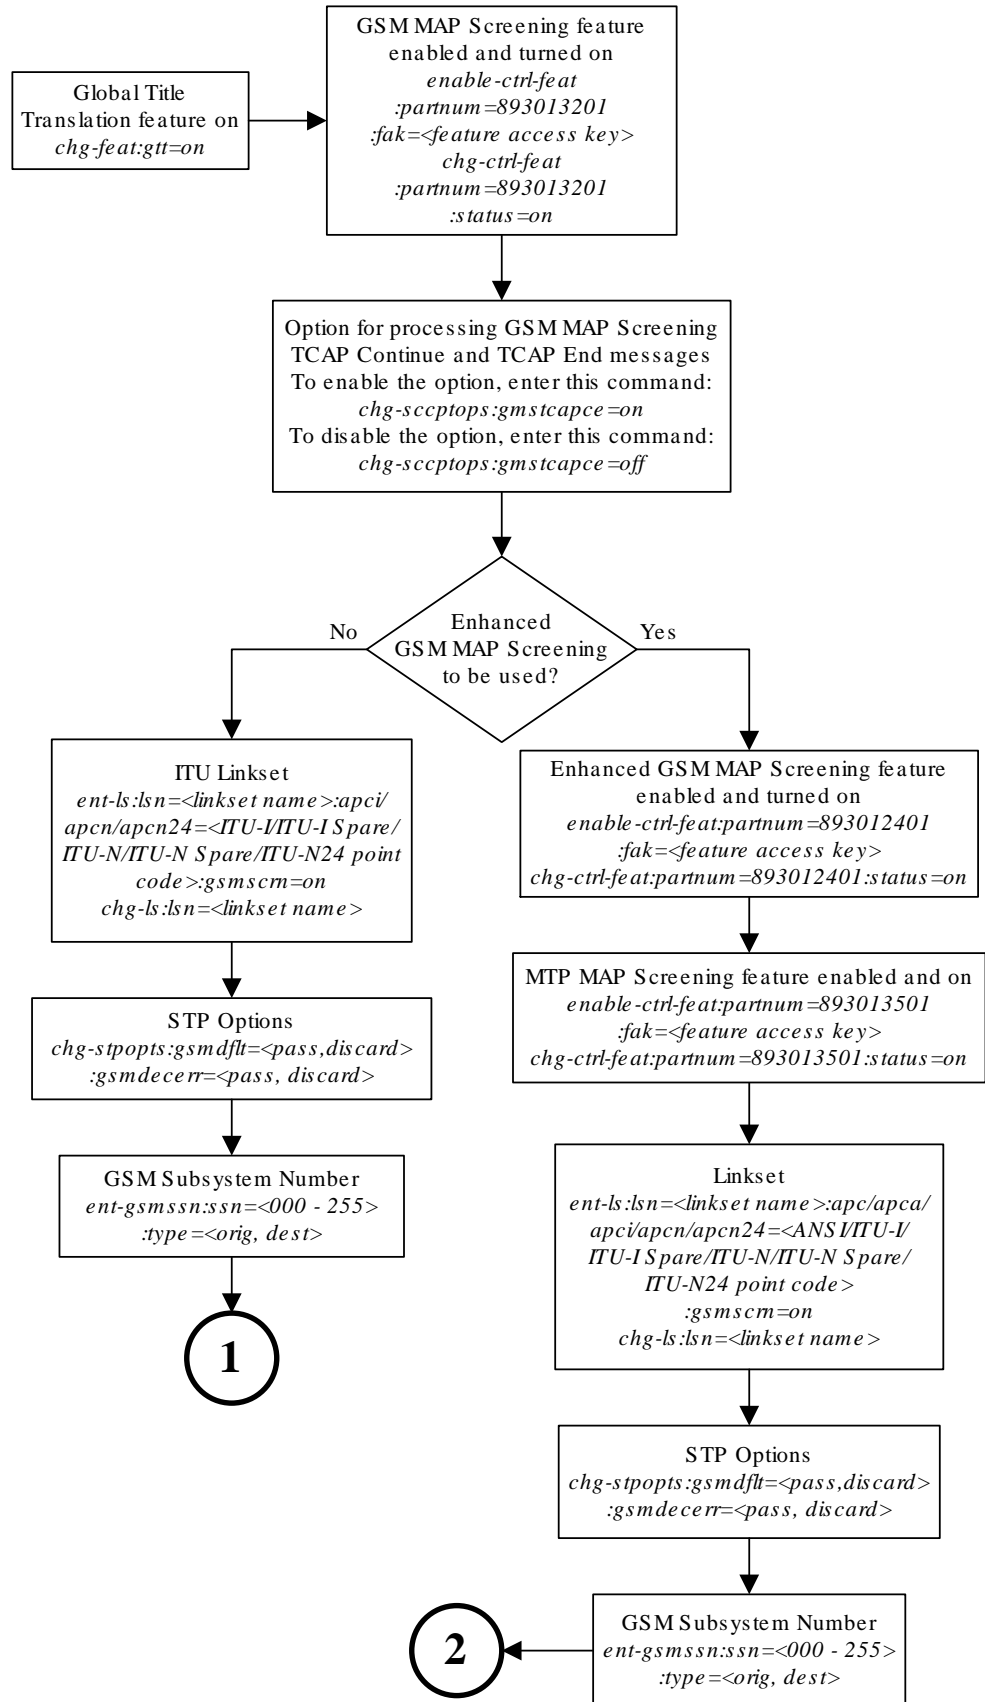 GSM MAP Screening feature
enabled and turned on
enable-ctrl-feat
:partnum=893013201
:fak=<feature access key>
chg-ctrl-feat
:partnum=893013201
:status=on
Global Title
Translation feature on
chg-feat:gtt=on
Option for processing GSM MAP Screening
TCAP Continue and TCAP End messages
To enable the option, enter this command:
chg-sccptops:gmstcapce=on
To disable the option, enter this command:
chg-sccptops:gmstcapce=off
Enhanced
GSM MAP Screening
to be used?
No
Yes
ITU Linkset
ent-ls:lsn=<linkset name>:apci/
apcn/apcn24=<ITU-I/ITU-I Spare/
ITU-N/ITU-N Spare/ITU-N24 point
code>:gsmscrn=on
chg-ls:lsn=<linkset name>
STP Options
chg-stpopts:gsmdflt=<pass,discard>
:gsmdecerr=<pass, discard>
GSM Subsystem Number
ent-gsmssn:ssn=<000 - 255>
:type=<orig, dest>
1
Enhanced GSM MAP Screening feature
enabled and turned on
enable-ctrl-feat:partnum=893012401
:fak=<feature access key>
chg-ctrl-feat:partnum=893012401:status=on
MTP MAP Screening feature enabled and on
enable-ctrl-feat:partnum=893013501
:fak=<feature access key>
chg-ctrl-feat:partnum=893013501:status=on
Linkset
ent-ls:lsn=<linkset name>:apc/apca/
apci/apcn/apcn24=<ANSI/ITU-I/
ITU-I Spare/ITU-N/ITU-N Spare/
ITU-N24 point code>
:gsmscrn=on
chg-ls:lsn=<linkset name>
STP Options
chg-stpopts:gsmdflt=<pass,discard>
:gsmdecerr=<pass, discard>
GSM Subsystem Number
ent-gsmssn:ssn=<000 - 255>
:type=<orig, dest>
2